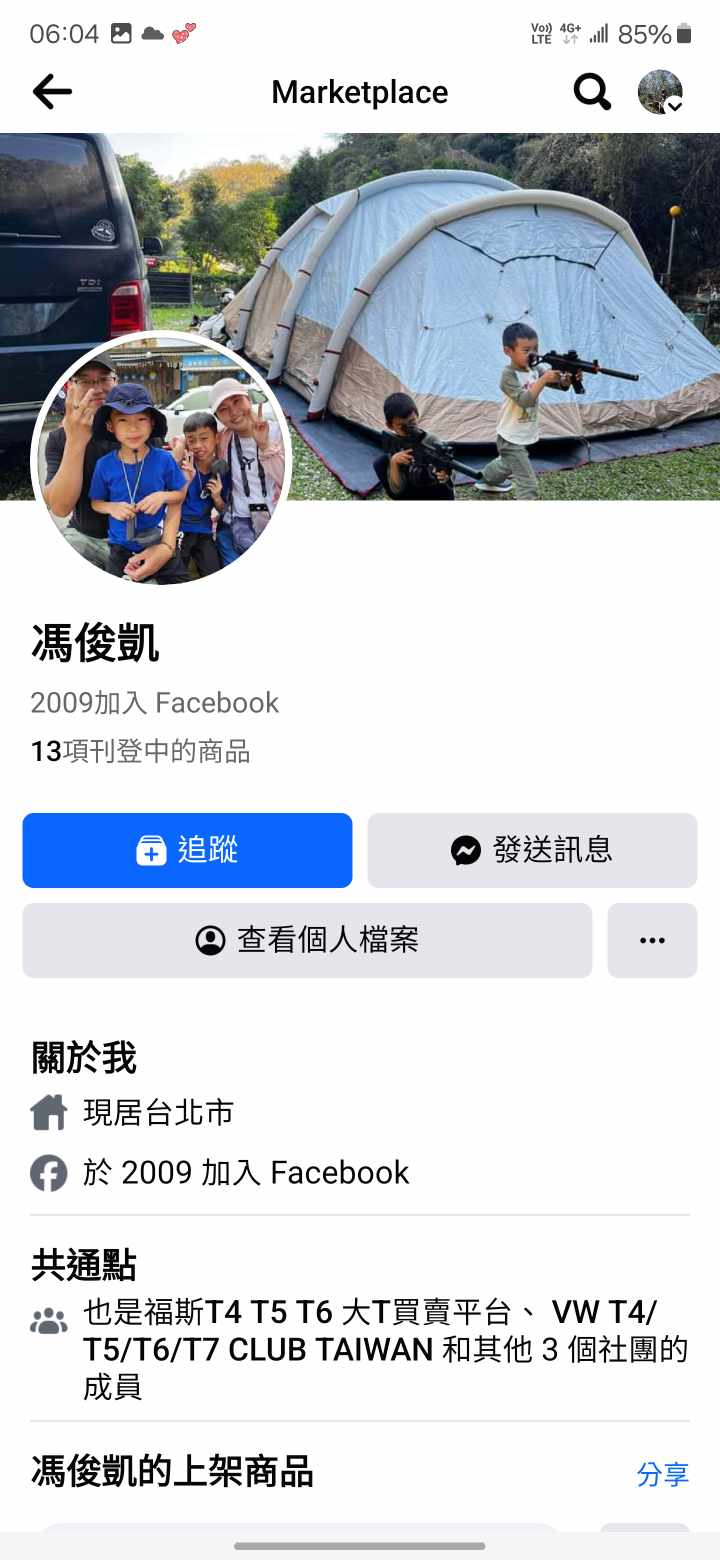 06:04
Vo)) LTE 4G+ 85%
Marketplace
TDI
馮俊凱
2009加入 Facebook
13項刊登中的商品
追蹤
發送訊息
查看個人檔案
關於我
現居台北市
於 2009 加入 Facebook
共通點
也是福斯T4 T5 T6 大T買賣平台、 VW T4/
T5/T6/T7 CLUB TAIWAN 和其他 3 個社團的
成員
馮俊凱的上架商品
分享